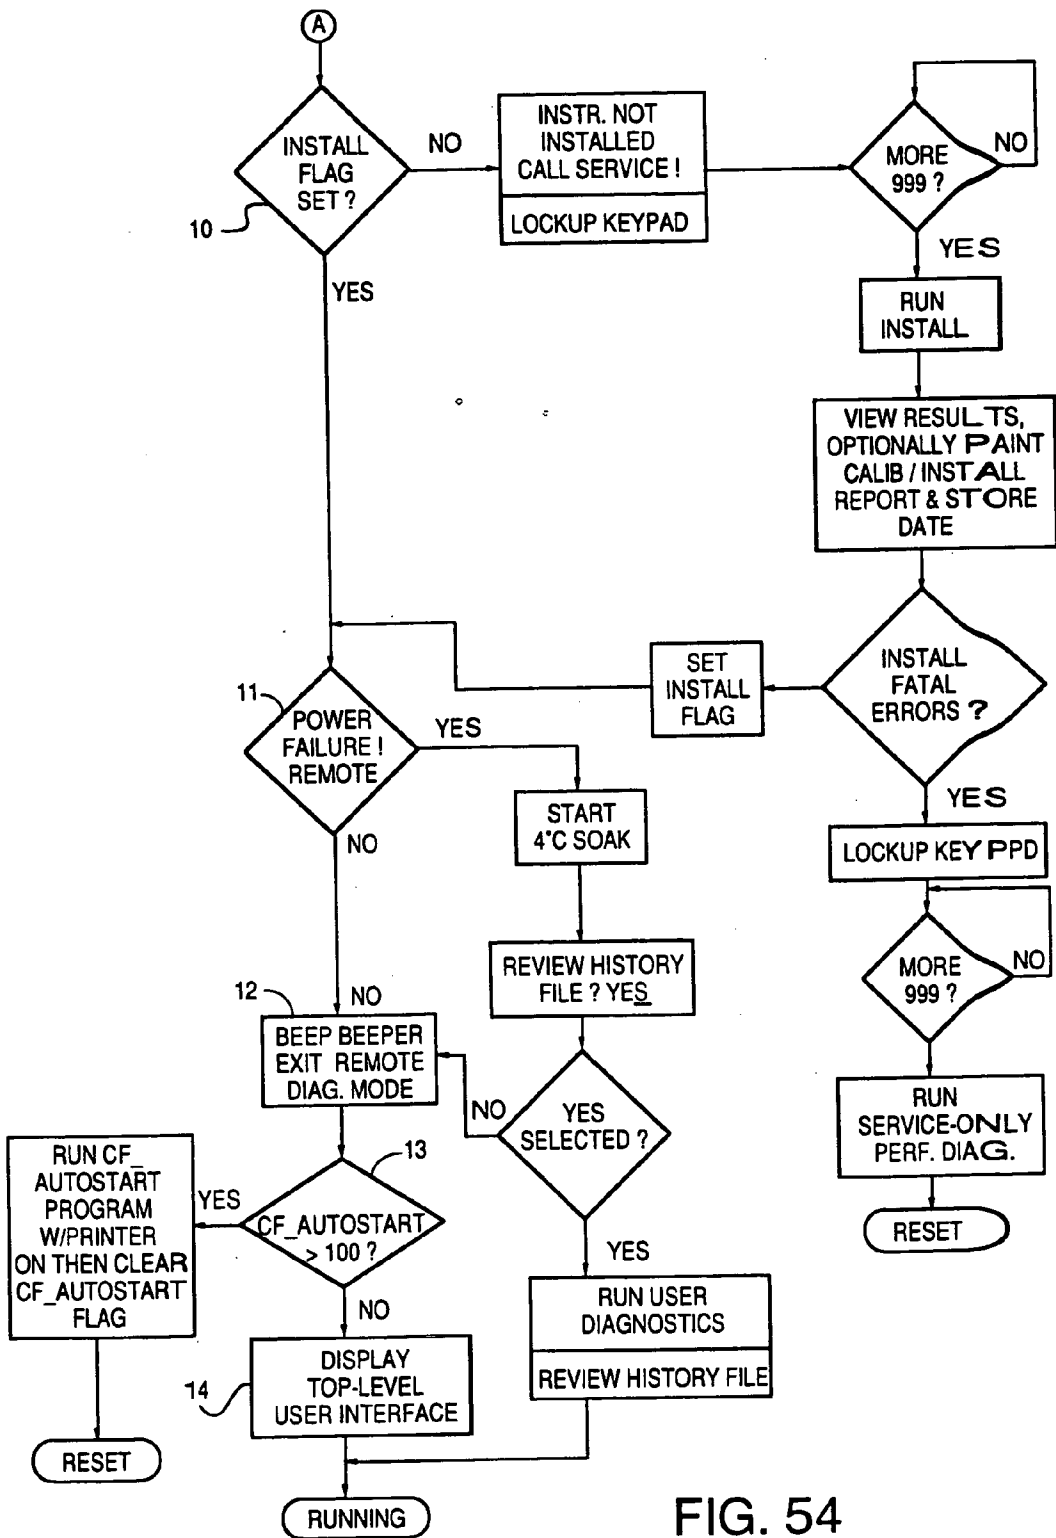 A
INSTALL
FLAG
SET ?
10
NO
YES
INSTR. NOT
INSTALLED
CALL SERVICE !
LOCKUP KEYPAD
MORE
999 ?
NO
YES
RUN
INSTALL
VIEW RESULTS,
OPTIONALLY PAINT
CALIB / INSTALL
REPORT & STORE
DATE
INSTALL
FATAL
ERRORS ?
SET
INSTALL
FLAG
YES
LOCKUP KEY PPD
MORE
999 ?
NO
RUN
SERVICE-ONLY
PERF. DIAG.
RESET
11
POWER
FAILURE !
REMOTE
YES
NO
START
4°C SOAK
REVIEW HISTORY
FILE ? YES
YES
SELECTED ?
NO
YES
RUN USER
DIAGNOSTICS
REVIEW HISTORY FILE
NO
12
BEEP BEEPER
EXIT REMOTE
DIAG. MODE
13
CF_AUTOSTART
> 100 ?
YES
NO
RUN CF_
AUTOSTART
PROGRAM
W/PRINTER
ON THEN CLEAR
CF_AUTOSTART
FLAG
RESET
14
DISPLAY
TOP-LEVEL
USER INTERFACE
RUNNING
FIG. 54